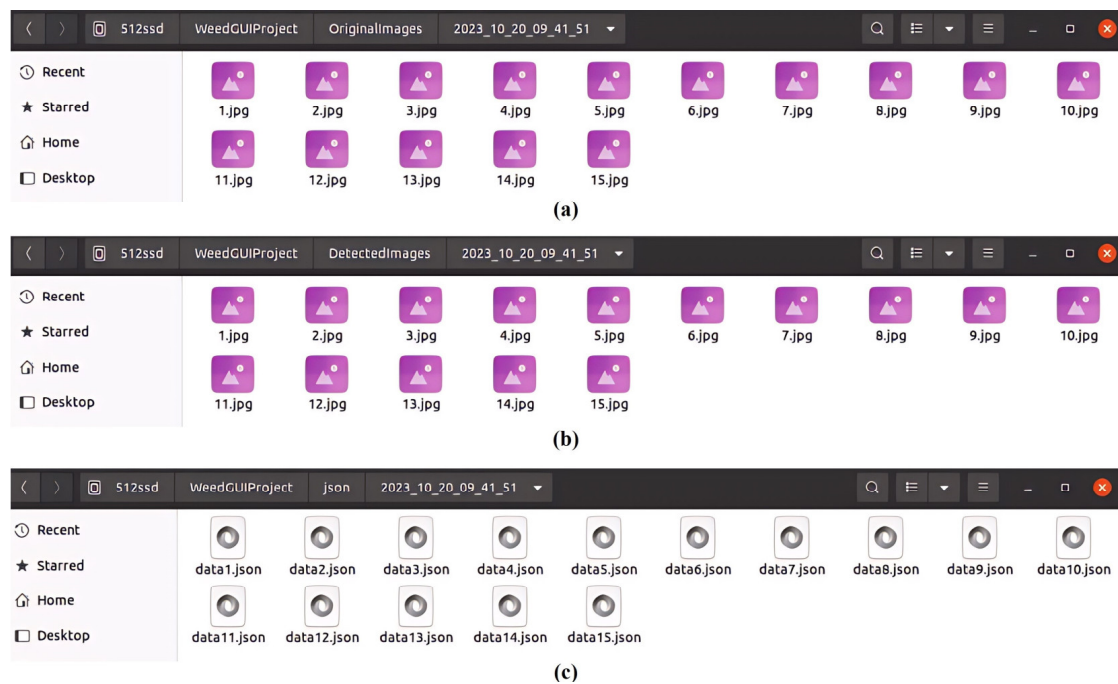 512ssd WeedGUIProject OriginalImages 2023_10_20_09_41_51
Recent
Starred
Home
Desktop
1.jpg 2.jpg 3.jpg 4.jpg 5.jpg 6.jpg 7.jpg 8.jpg 9.jpg 10.jpg
11.jpg 12.jpg 13.jpg 14.jpg 15.jpg
(a)
512ssd WeedGUIProject DetectedImages 2023_10_20_09_41_51
Recent
Starred
Home
Desktop
1.jpg 2.jpg 3.jpg 4.jpg 5.jpg 6.jpg 7.jpg 8.jpg 9.jpg 10.jpg
11.jpg 12.jpg 13.jpg 14.jpg 15.jpg
(b)
512ssd WeedGUIProject json 2023_10_20_09_41_51
Recent
Starred
Home
Desktop
data1.json data2.json data3.json data4.json data5.json data6.json data7.json data8.json data9.json data10.json
data11.json data12.json data13.json data14.json data15.json
(c)